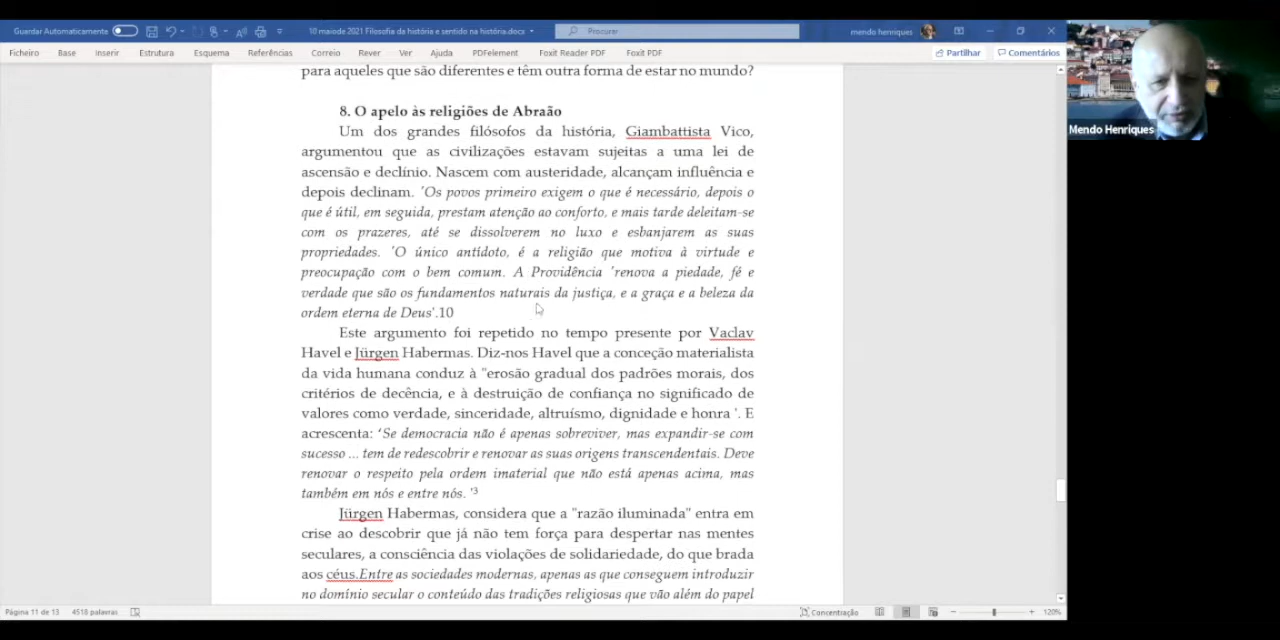 Guardar Automaticamente
10 maiode.2021 Filosofia da história e sentido na história.docx
Procurar
mendo henriques
Ficheiro Base Inserir Estrutura Esquema Referências Correio Rever Ver Ajuda PDFelement Foxit Reader PDF Foxit PDF Partilhar Comentários
para aqueles que são diferentes e têm outra forma de estar no mundo?
8. O apelo às religiões de Abraão
Um dos grandes filósofos da história, Giambattista Vico,
argumentou que as civilizações estavam sujeitas a uma lei de
ascensão e declínio. Nascem com austeridade, alcançam influência e
depois declinam. 'Os povos primeiro exigem o que é necessário, depois o
que é útil, em seguida, prestam atenção ao conforto, e mais tarde deleitam-se
com os prazeres, até se dissolverem no luxo e esbanjarem as suas
propriedades. 'O único antídoto, é a religião que motiva à virtude e
preocupação com o bem comum. A Providência 'renova a piedade, fé e
verdade que são os fundamentos naturais da justiça, e a graça e a beleza da
ordem eterna de Deus'.10
Este argumento foi repetido no tempo presente por Vaclav
Havel e Jürgen Habermas. Diz-nos Havel que a conceção materialista
da vida humana conduz à "erosão gradual dos padrões morais, dos
critérios de decência, e à destruição de confiança no significado de
valores como verdade, sinceridade, altruísmo, dignidade e honra '. E
acrescenta: 'Se democracia não é apenas sobreviver, mas expandir-se com
sucesso ... tem de redescobrir e renovar as suas origens transcendentais. Deve
renovar o respeito pela ordem imaterial que não está apenas acima, mas
também em nós e entre nós. '3
Jürgen Habermas, considera que a "razão iluminada" entra em
crise ao descobrir que já não tem força para despertar nas mentes
seculares, a consciência das violações de solidariedade, do que brada
aos céus.Entre as sociedades modernas, apenas as que conseguem introduzir
no domínio secular o conteúdo das tradições religiosas que vão além do papel
Página 11 de 13 4518 palavras
Concentração
120%
Mendo Henriques